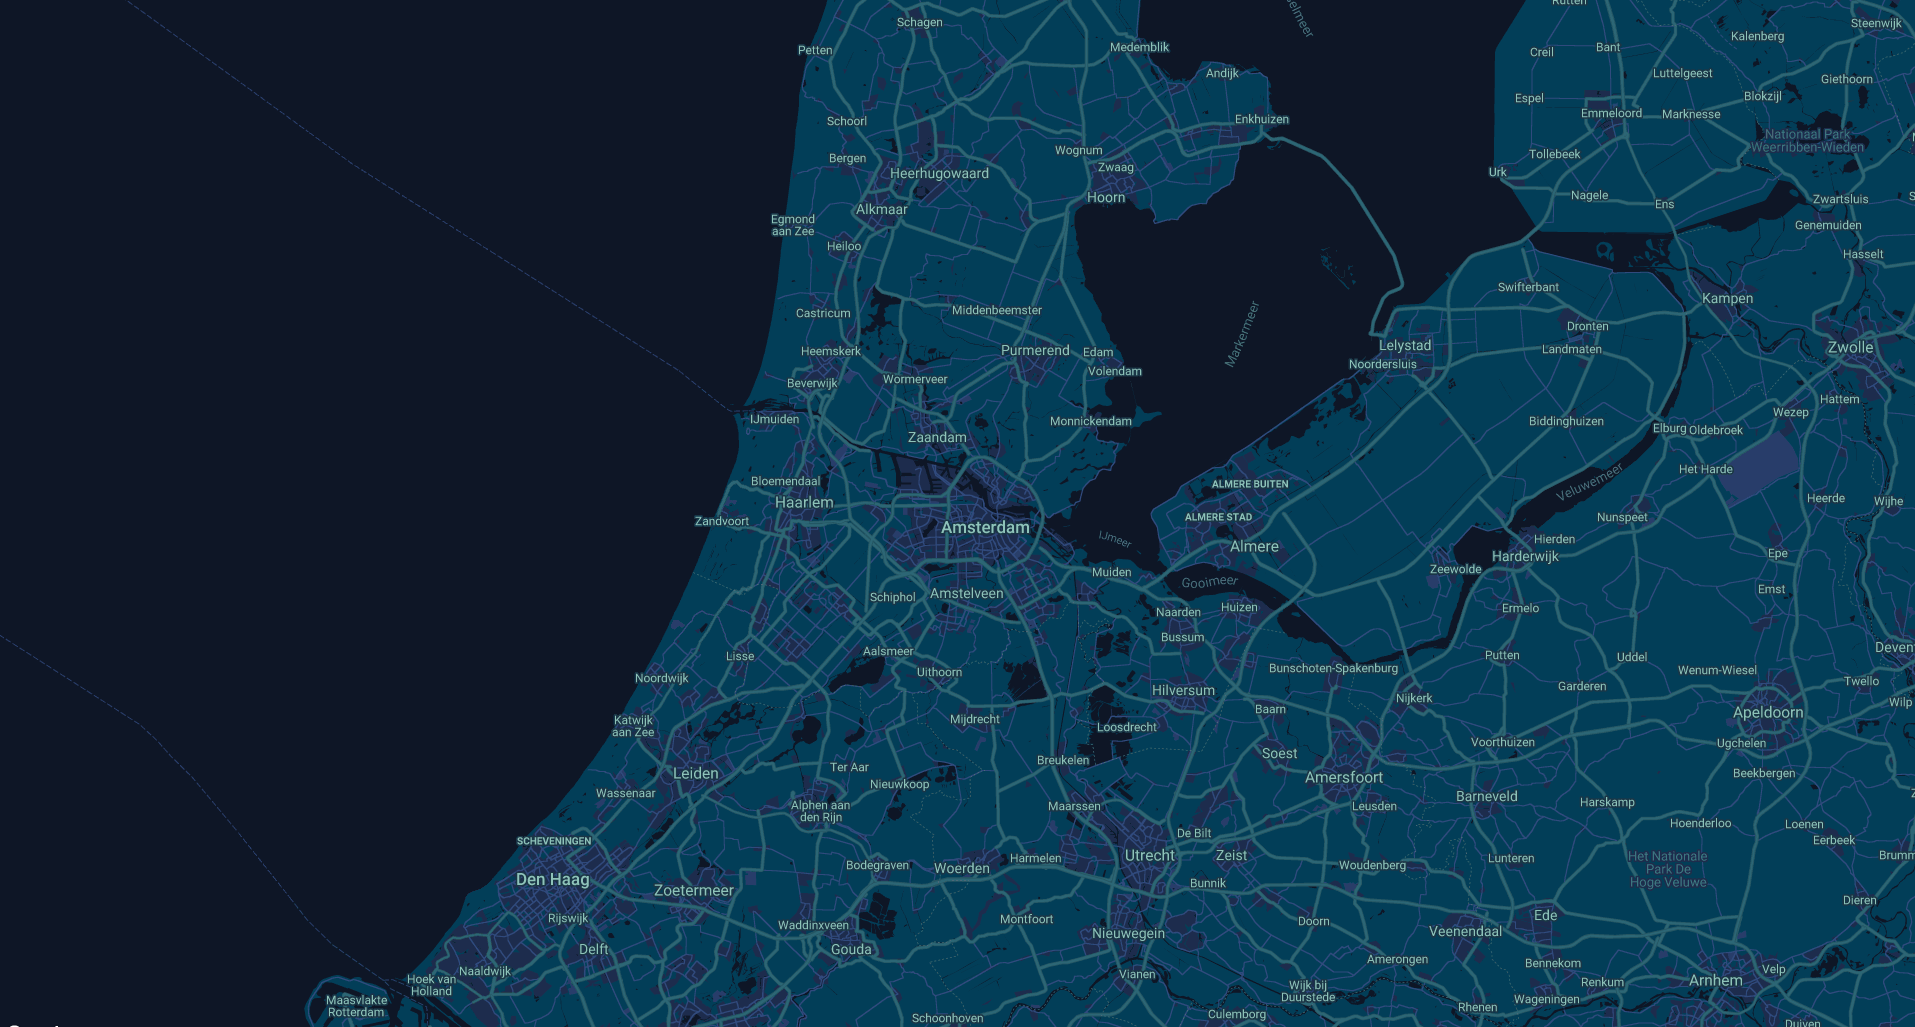 Rutten
Schagen
Steenwijk
Kalenberg
Petten
Medemblik
Creil
Bant
Andijk
Luttelgeest
Giethoorn
Espel
Blokzijl
Schoorl
Enkhuizen
Emmeloord
Marknesse
Nationaal Park
Weerribben-Wieden
Bergen
Wognum
Tollebeek
Heerhugowaard
Zwaag
Urk
Hoorn
Nagele
Zwartsluis
Alkmaar
Ens
Egmond
aan Zee
Genemuiden
Heiloo
Hasselt
Swifterbant
Kampen
Castricum
Middenbeemster
Markermeer
Dronten
Heemskerk
Purmerend
Edam
Lelystad
Landmaten
Zwolle
Noordersluis
Volendam
Beverwijk
Wormerveer
Hattem
Wezep
IJmuiden
Monnickendam
Biddinghuizen
Elburg
Oldebroek
Zaandam
Het Harde
Bloemendaal
ALMERE BUITEN
Veluwemeer
Haarlem
Heerde
Wijhe
Zandvoort
ALMERE STAD
Nunspeet
Amsterdam
IJmeer
Almere
Hierden
Harderwijk
Epe
Muiden
Gooimeer
Zeewolde
Schiphol
Amstelveen
Emst
Naarden
Huizen
Ermelo
Bussum
Aalsmeer
Lisse
Putten
Uddel
Deven
Uithoorn
Bunschoten-Spakenburg
Wenum-Wiesel
Noordwijk
Hilversum
Garderen
Twello
Nijkerk
Wilp
Baarn
Katwijk
aan Zee
Mijdrecht
Loosdrecht
Apeldoorn
Voorthuizen
Ugchelen
Soest
Breukelen
Leiden
Ter Aar
Amersfoort
Beekbergen
Nieuwkoop
Wassenaar
Barneveld
Alphen aan
den Rijn
Maarssen
Leusden
Harskamp
Hoenderloo
Loenen
De Bilt
SCHEVENINGEN
Eerbeek
Utrecht
Zeist
Harmelen
Lunteren
Het Nationale
Park De
Hoge Veluwe
Brumm
Bodegraven
Woerden
Woudenberg
Den Haag
Zoetermeer
Bunnik
Dieren
Rijswijk
Waddinxveen
Montfoort
Doorn
Ede
Nieuwegein
Veenendaal
Delft
Gouda
Amerongen
Bennekom
Naaldwijk
Vianen
Velp
Hoek van
Holland
Wijk bij
Duurstede
Renkum
Arnhem
Maasvlakte
Rotterdam
Wageningen
Rhenen
Schoonhoven
Culemborg
Duiven